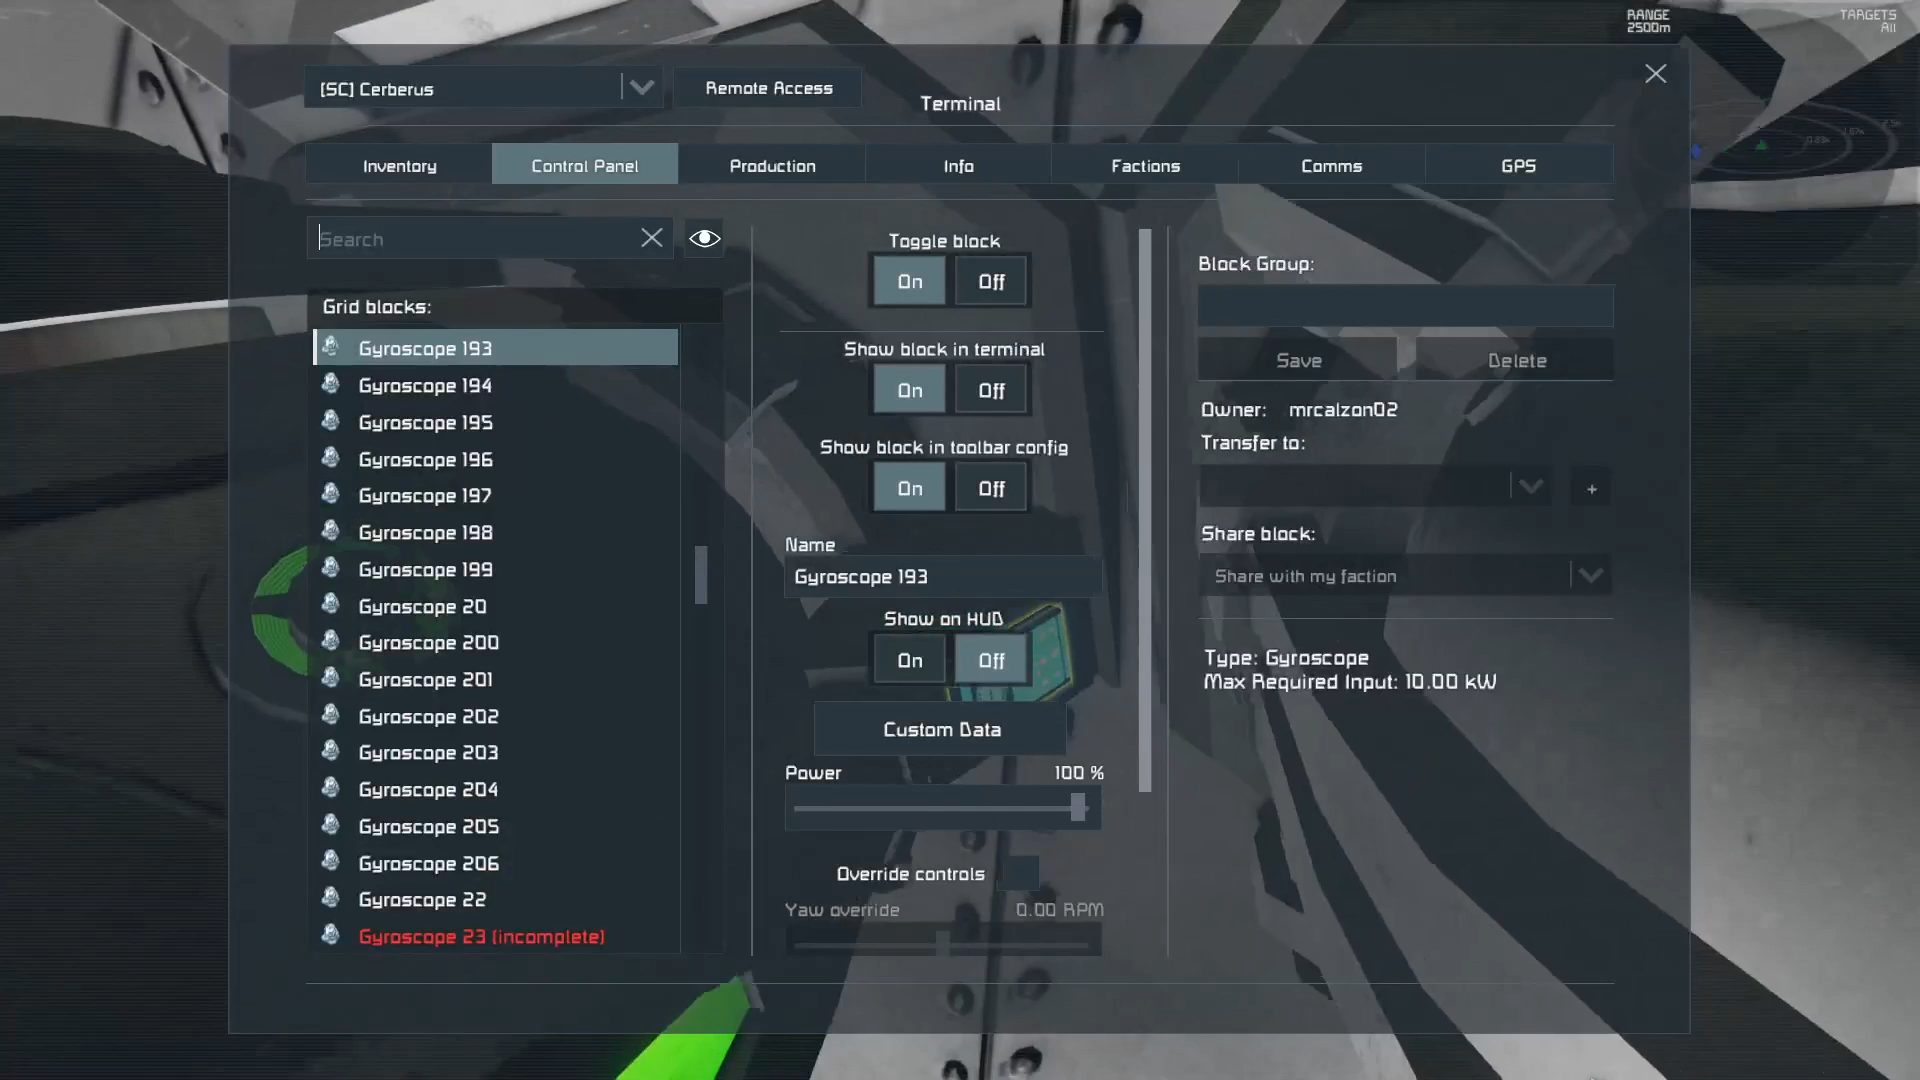 RANGE
2500m
TARGETS
All
[SC] Cerberus
Remote Access
Terminal
Inventory
Control Panel
Production
Info
Factions
Comms
GPS
Search
Grid blocks:
Gyroscope 193
Gyroscope 194
Gyroscope 195
Gyroscope 196
Gyroscope 197
Gyroscope 198
Gyroscope 199
Gyroscope 20
Gyroscope 200
Gyroscope 201
Gyroscope 202
Gyroscope 203
Gyroscope 204
Gyroscope 205
Gyroscope 206
Gyroscope 22
Gyroscope 23 (incomplete)
Toggle block
On Off
Show block in terminal
On Off
Show block in toolbar config
On Off
Name
Gyroscope 193
Show on HUD
On Off
Custom Data
Power 100 %
Override controls
Yaw override 0.00 RPM
Block Group:
Save Delete
Owner: mrcalzon02
Transfer to:
+
Share block:
Share with my faction
Type: Gyroscope
Max Required Input: 10.00 kW